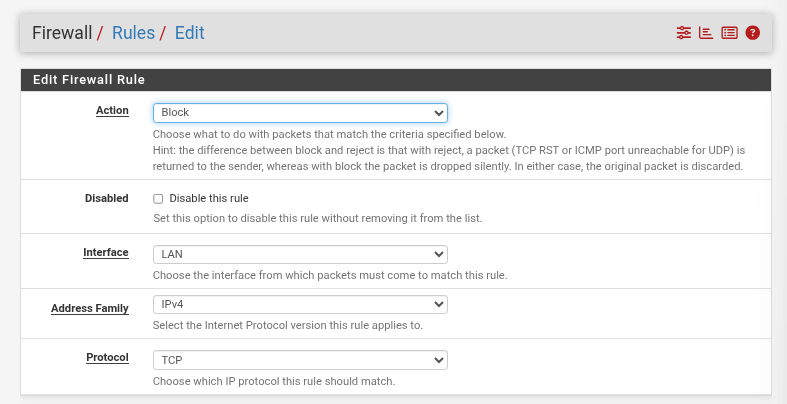 Firewall / Rules / Edit
Edit Firewall Rule
Action
Block
Choose what to do with packets that match the criteria specified below.
Hint: the difference between block and reject is that with reject, a packet (TCP RST or ICMP port unreachable for UDP) is
returned to the sender, whereas with block the packet is dropped silently. In either case, the original packet is discarded.
Disabled
Disable this rule
Set this option to disable this rule without removing it from the list.
Interface
LAN
Choose the interface from which packets must come to match this rule.
Address Family
IPv4
Select the Internet Protocol version this rule applies to.
Protocol
TCP
Choose which IP protocol this rule should match.